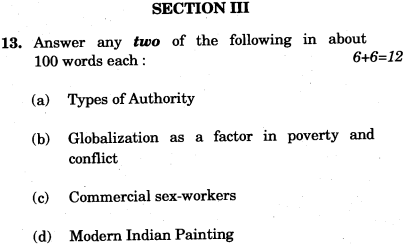 SECTION III
13. Answer any two of the following in about
100 words each : 6+6=12
(a) Types of Authority
(b) Globalization as a factor in poverty and
conflict
(c) Commercial sex-workers
(d) Modern Indian Painting